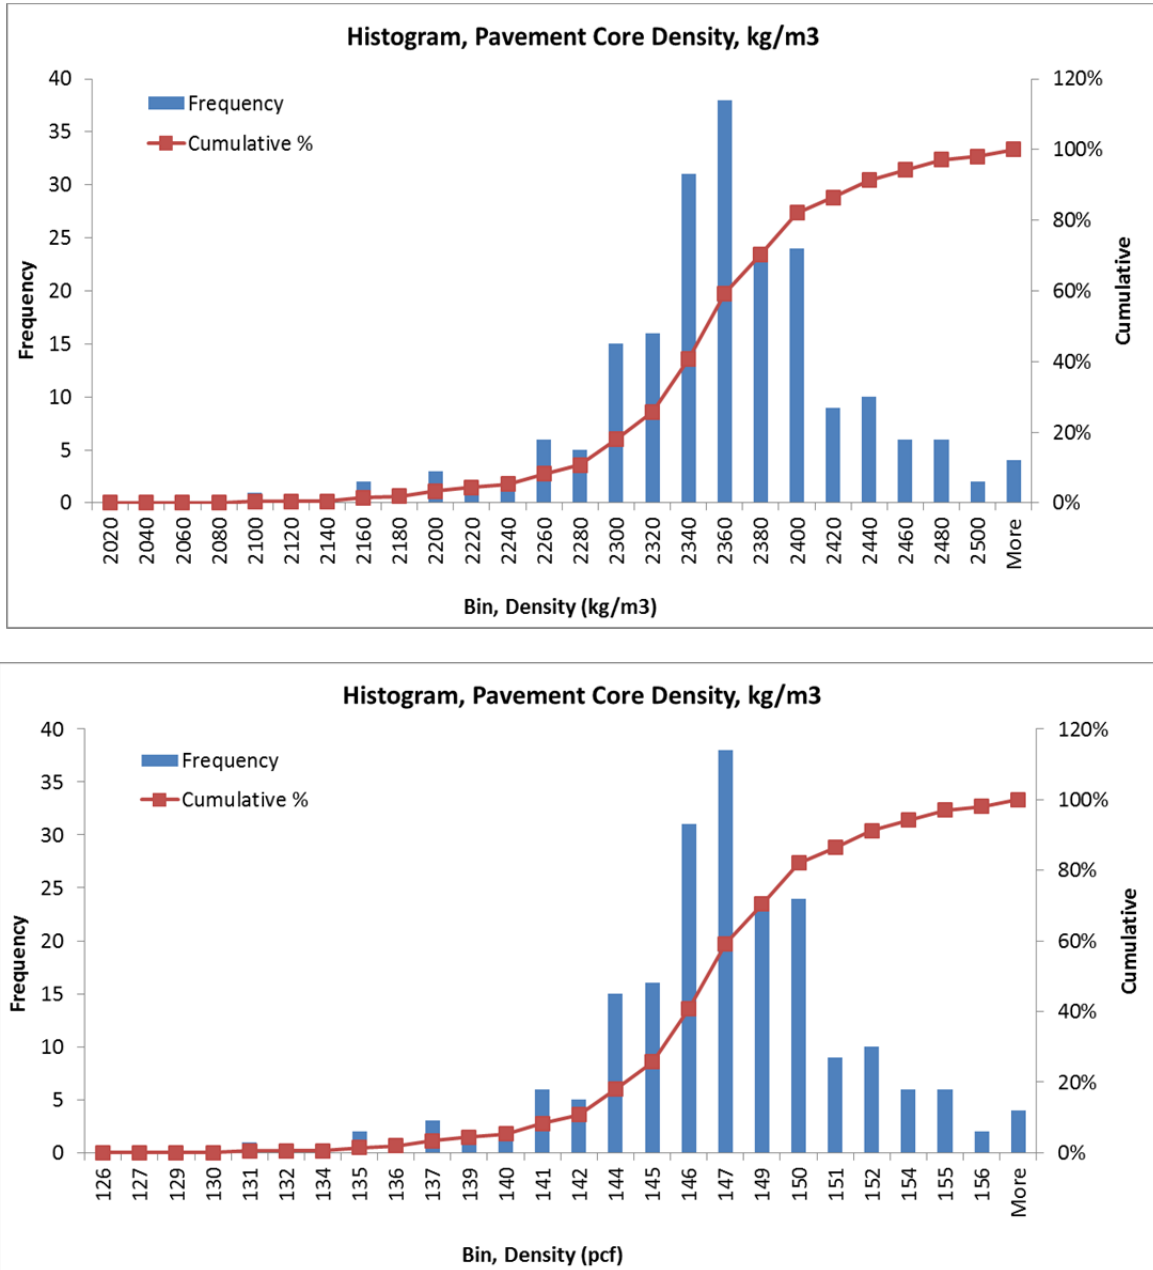 Histogram, Pavement Core Density, kg/m3
Frequency
Cumulative %
40
35
30
25
20
15
10
5
0
120%
100%
80%
60%
40%
20%
0%
Frequency
Cumulative
2020 2040 2060 2080 2100 2120 2140 2160 2180 2200 2220 2240 2260 2280 2300 2320 2340 2360 2380 2400 2420 2440 2460 2480 2500 More
Bin, Density (kg/m3)
Histogram, Pavement Core Density, kg/m3
Frequency
Cumulative %
40
35
30
25
20
15
10
5
0
120%
100%
80%
60%
40%
20%
0%
Frequency
Cumulative
126 127 129 130 131 132 134 135 136 137 139 140 141 142 144 145 146 147 149 150 151 152 154 155 156 More
Bin, Density (pcf)